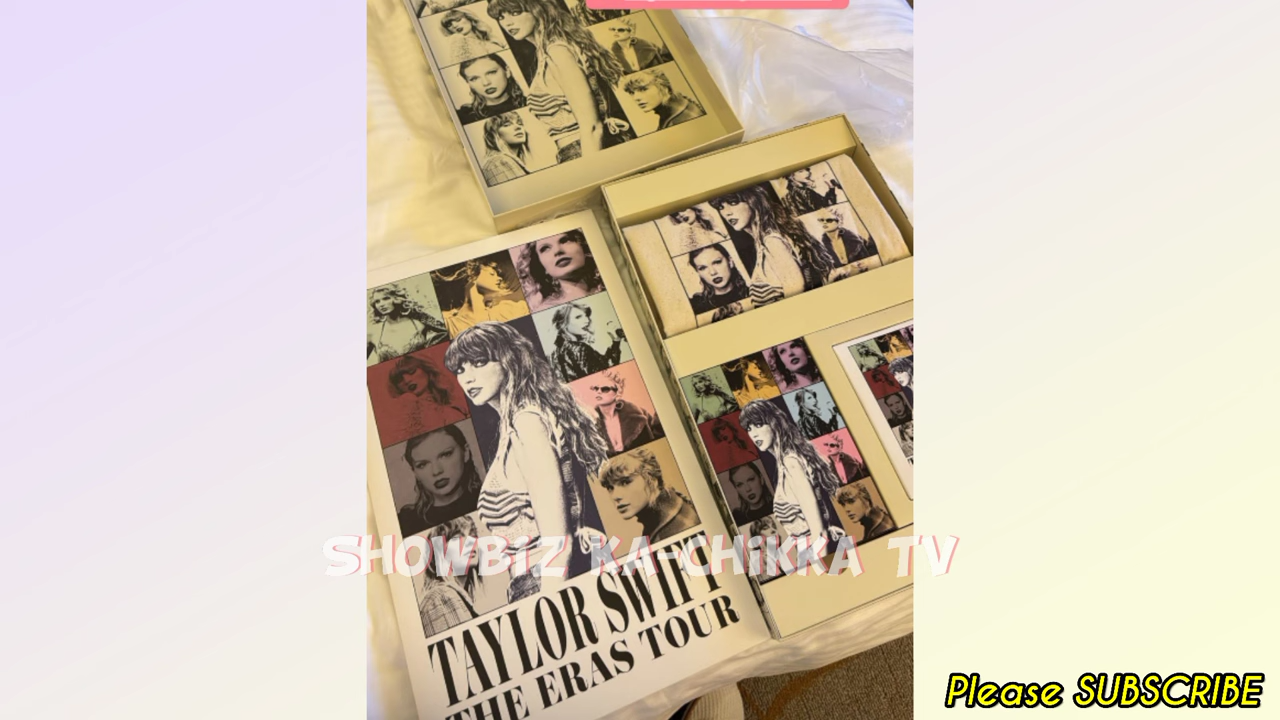 SHOWBIZ KA-CHIKKA TV
TAYLOR SWIFT
THE ERAS TOUR
Please SUBSCRIBE